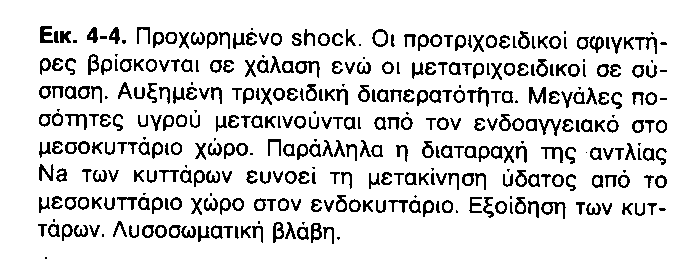 Εικ. 4-4. Προχωρημένο shock. Οι προτριχοειδικοί σφιγκτή-
ρες βρίσκονται σε χάλαση ενώ οι μετατριχοειδικοί σε σύ-
σπαση. Αυξημένη τριχοειδική διαπερατότητα. Μεγάλες πο-
σότητες υγρού μετακινούνται από τον ενδοαγγειακό στο
μεσοκυττάριο χώρο. Παράλληλα η διαταραχή της αντλίας
Na των κυττάρων ευνοεί τη μετακίνηση ύδατος από το
μεσοκυττάριο χώρο στον ενδοκυττάριο. Εξοίδηση των κυτ-
τάρων. Λυσοσωματική βλάβη.